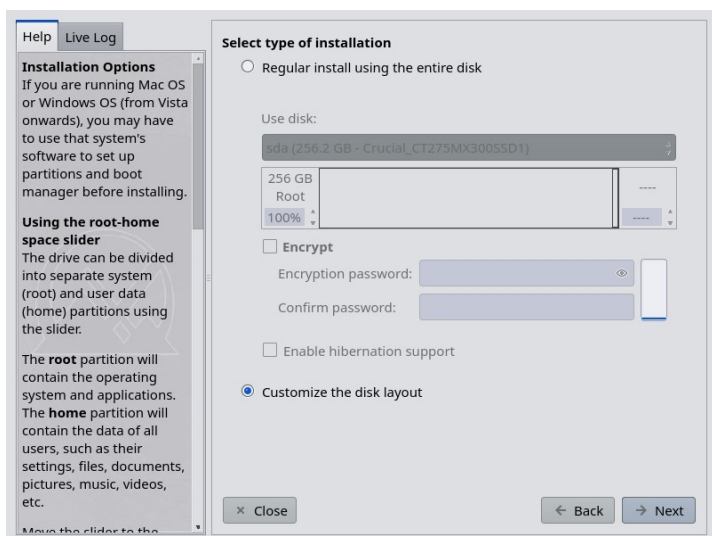 Help Live Log
Installation Options
If you are running Mac OS
or Windows OS (from Vista
onwards), you may have
to use that system's
software to set up
partitions and boot
manager before installing.
Using the root-home
space slider
The drive can be divided
into separate system
(root) and user data
(home) partitions using
the slider.
The root partition will
contain the operating
system and applications.
The home partition will
contain the data of all
users, such as their
settings, files, documents,
pictures, music, videos,
etc.
Move the slider to the
Select type of installation
Regular install using the entire disk
Use disk:
sda (256.2 GB - Crucial_CT275MX300SSD1)
256 GB
Root
100%
----
----
Encrypt
Encryption password:
Confirm password:
Enable hibernation support
Customize the disk layout
× Close
← Back
→ Next